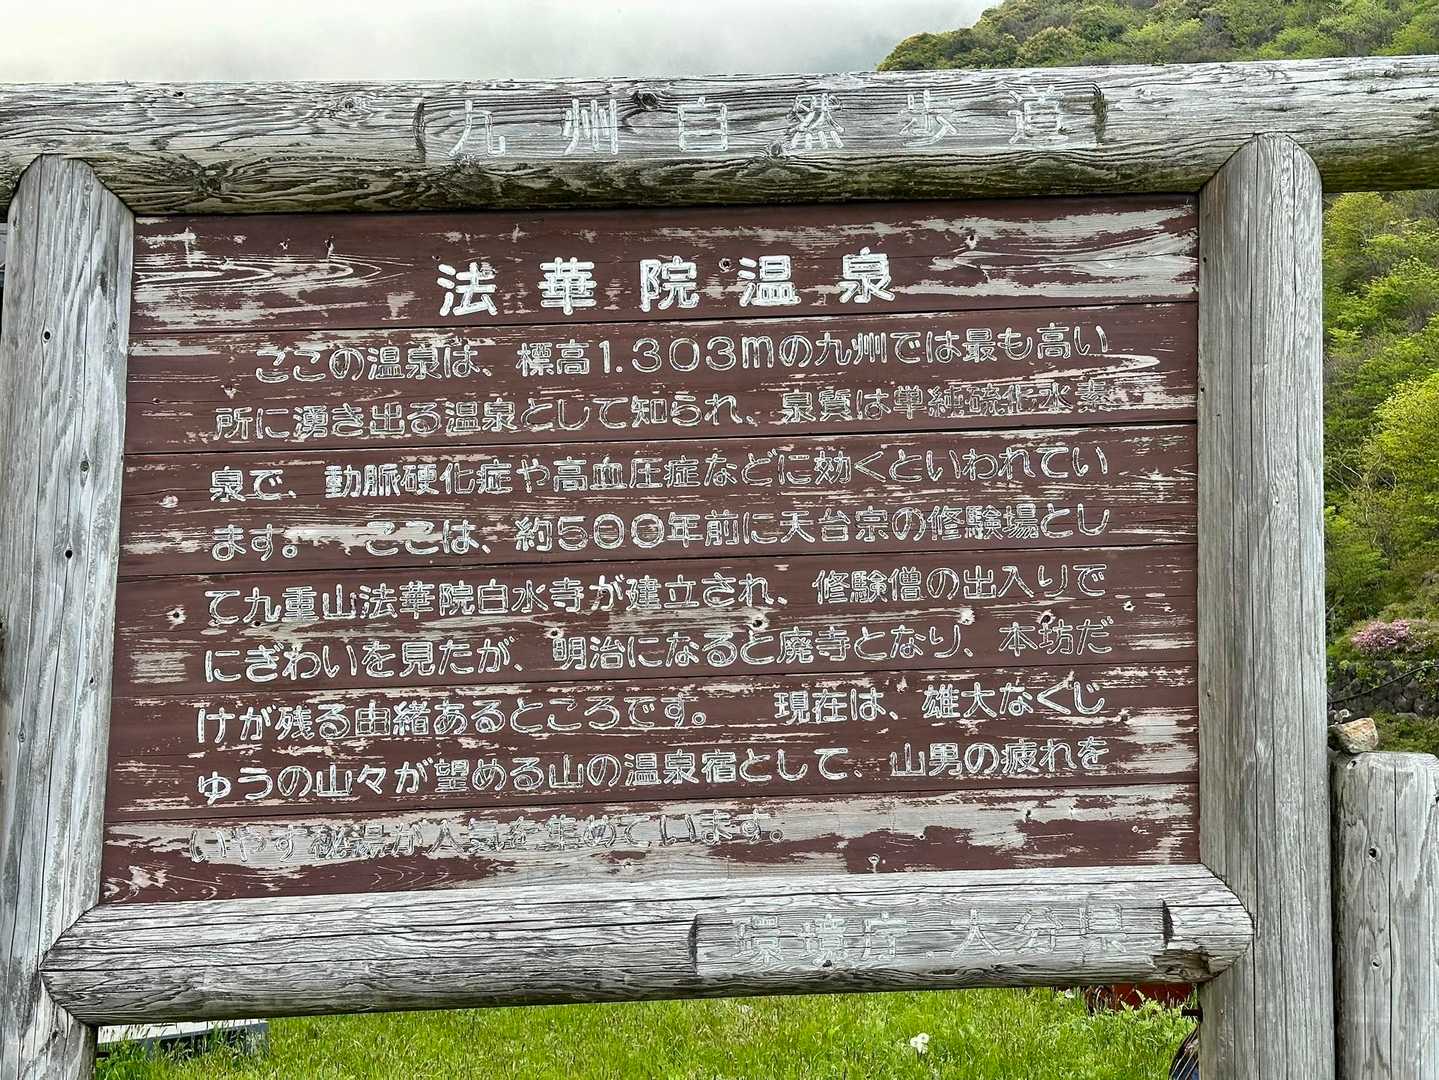 九州自然歩道
法華院温泉
ここの温泉は、標高1.303mの九州では最も高い
所に湧き出る温泉として知られ、泉質は単純硫化水素
泉で、動脈硬化症や高血圧症などに効くといわれてい
ます。 ここは、約500年前に天台宗の修験場とし
て九重山法華院白水寺が建立され、修験僧の出入りで
にぎわいを見たが、明治になると廃寺となり、本坊だ
けが残る由緒あるところです。 現在は、雄大なくじ
ゅうの山々が望める山の温泉宿として、山男の疲れを
いやす秘湯が人気を集めています。
環境庁.大分県